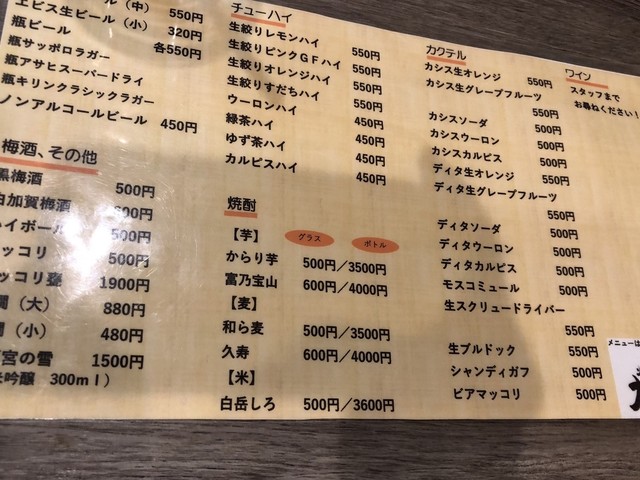 ール（中） 550円
エビス生ビール（小） 320円
瓶ビール 各550円
瓶サッポロラガー
瓶アサヒスーパードライ
瓶キリンクラシックラガー
ノンアルコールビール 450円
梅酒、その他
黒梅酒 500円
白加賀梅酒 600円
ハイボール 500円
ッコリ 500円
ッコリ甕 1900円
（大） 880円
（小） 480円
宮の雪 1500円
吟醸 300ml）
チューハイ
生絞りレモンハイ 550円
生絞りピンクGFハイ 550円
生絞りオレンジハイ 550円
生絞りすだちハイ 550円
ウーロンハイ 450円
緑茶ハイ 450円
ゆず茶ハイ 450円
カルピスハイ 450円
焼酎
【芋】 グラス ボトル
からり芋 500円／3500円
富乃宝山 600円／4000円
【麦】
和ら麦 500円／3500円
久寿 600円／4000円
【米】
白岳しろ 500円／3600円
カクテル
カシス生オレンジ 550円
カシス生グレープフルーツ 550円
カシスソーダ 500円
カシスウーロン 500円
カシスカルピス 500円
ディタ生オレンジ 550円
ディタ生グレープフルーツ 550円
ディタソーダ 500円
ディタウーロン 500円
ディタカルピス 500円
モスコミュール 500円
生スクリュードライバー 550円
生ブルドック 550円
シャンディガフ 500円
ビアマッコリ 500円
ワイン
スタッフまで
お尋ねください！
メニューは